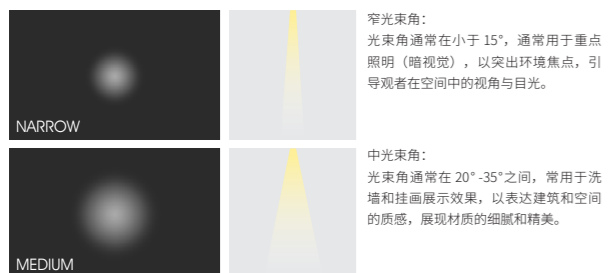 NARROW
窄光束角：
光束角通常在小于 15°，通常用于重点
照明（暗视觉），以突出环境焦点，引
导观者在空间中的视角与目光。
MEDIUM
中光束角：
光束角通常在 20° -35°之间，常用于洗
墙和挂画展示效果，以表达建筑和空间
的质感，展现材质的细腻和精美。